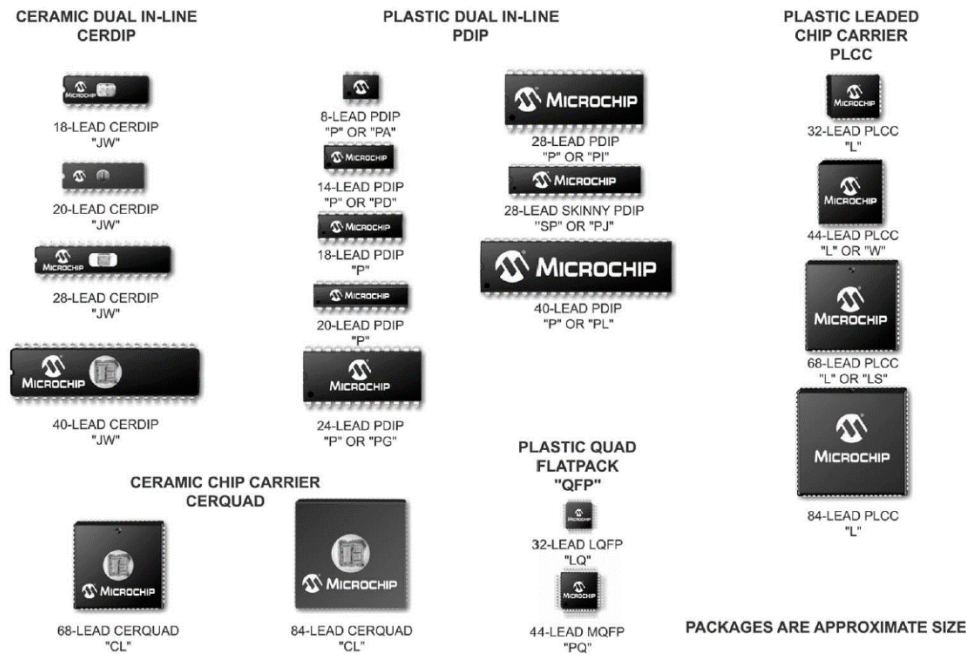 CERAMIC DUAL IN-LINE
CERDIP
MICROCHIP
18-LEAD CERDIP
"JW"
20-LEAD CERDIP
"JW"
MICROCHIP
28-LEAD CERDIP
"JW"
MICROCHIP
40-LEAD CERDIP
"JW"
PLASTIC DUAL IN-LINE
PDIP
8-LEAD PDIP
"P" OR "PA"
MICROCHIP
14-LEAD PDIP
"P" OR "PD"
MICROCHIP
18-LEAD PDIP
"P"
MICROCHIP
20-LEAD PDIP
"P"
MICROCHIP
24-LEAD PDIP
"P" OR "PG"
MICROCHIP
28-LEAD PDIP
"P" OR "PI"
MICROCHIP
28-LEAD SKINNY PDIP
"SP" OR "PJ"
MICROCHIP
40-LEAD PDIP
"P" OR "PL"
PLASTIC LEADED
CHIP CARRIER
PLCC
MICROCHIP
32-LEAD PLCC
"L"
MICROCHIP
44-LEAD PLCC
"L" OR "W"
MICROCHIP
68-LEAD PLCC
"L" OR "LS"
MICROCHIP
84-LEAD PLCC
"L"
CERAMIC CHIP CARRIER
CERQUAD
MICROCHIP
68-LEAD CERQUAD
"CL"
MICROCHIP
84-LEAD CERQUAD
"CL"
PLASTIC QUAD
FLATPACK
"QFP"
MICROCHIP
32-LEAD LQFP
"LQ"
MICROCHIP
44-LEAD MQFP
"PQ"
PACKAGES ARE APPROXIMATE SIZE